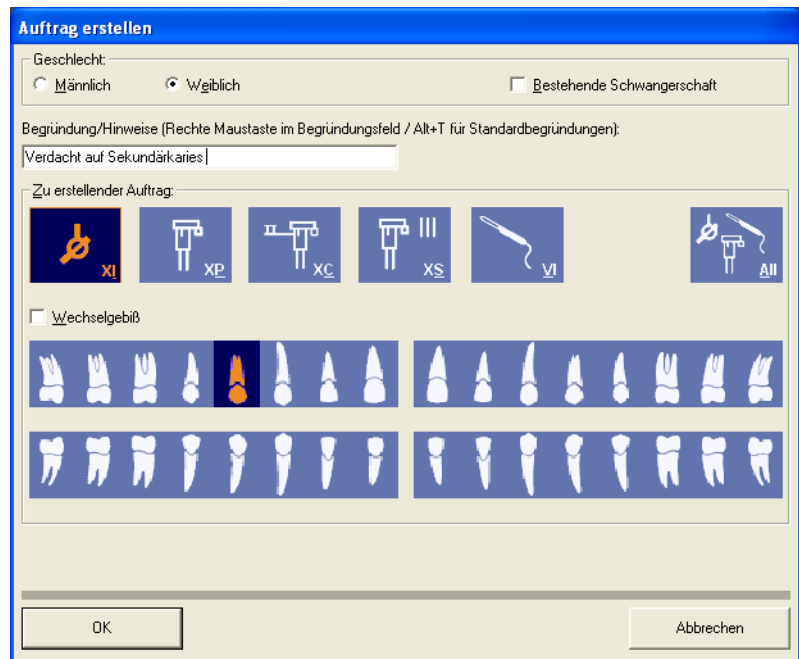 Auftrag erstellen
Geschlecht:
Männlich Weiblich Bestehende Schwangerschaft
Begründung/Hinweise (Rechte Maustaste im Begründungsfeld / Alt+T für Standardbegründungen):
Verdacht auf Sekundärkaries
Zu erstellender Auftrag:
XI XP XC XS VI All
Wechselgebiß
OK Abbrechen